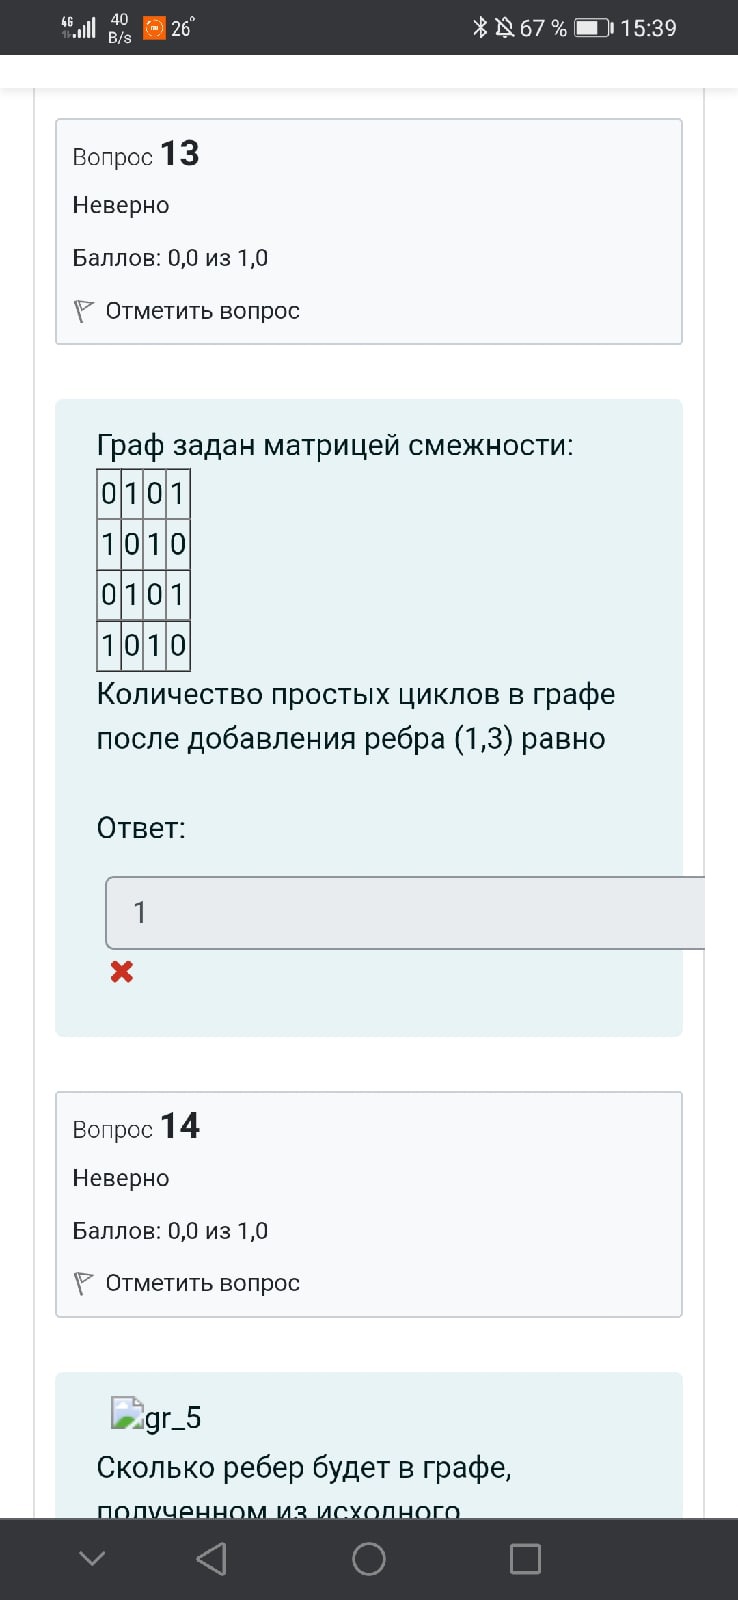 4G 40 B/s 26° 67 % 15:39
Вопрос 13
Неверно
Баллов: 0,0 из 1,0
Отметить вопрос
Граф задан матрицей смежности:
0 1 0 1
1 0 1 0
0 1 0 1
1 0 1 0
Количество простых циклов в графе
после добавления ребра (1,3) равно
Ответ:
1
Вопрос 14
Неверно
Баллов: 0,0 из 1,0
Отметить вопрос
gr_5
Сколько ребер будет в графе,
полученном из исходного